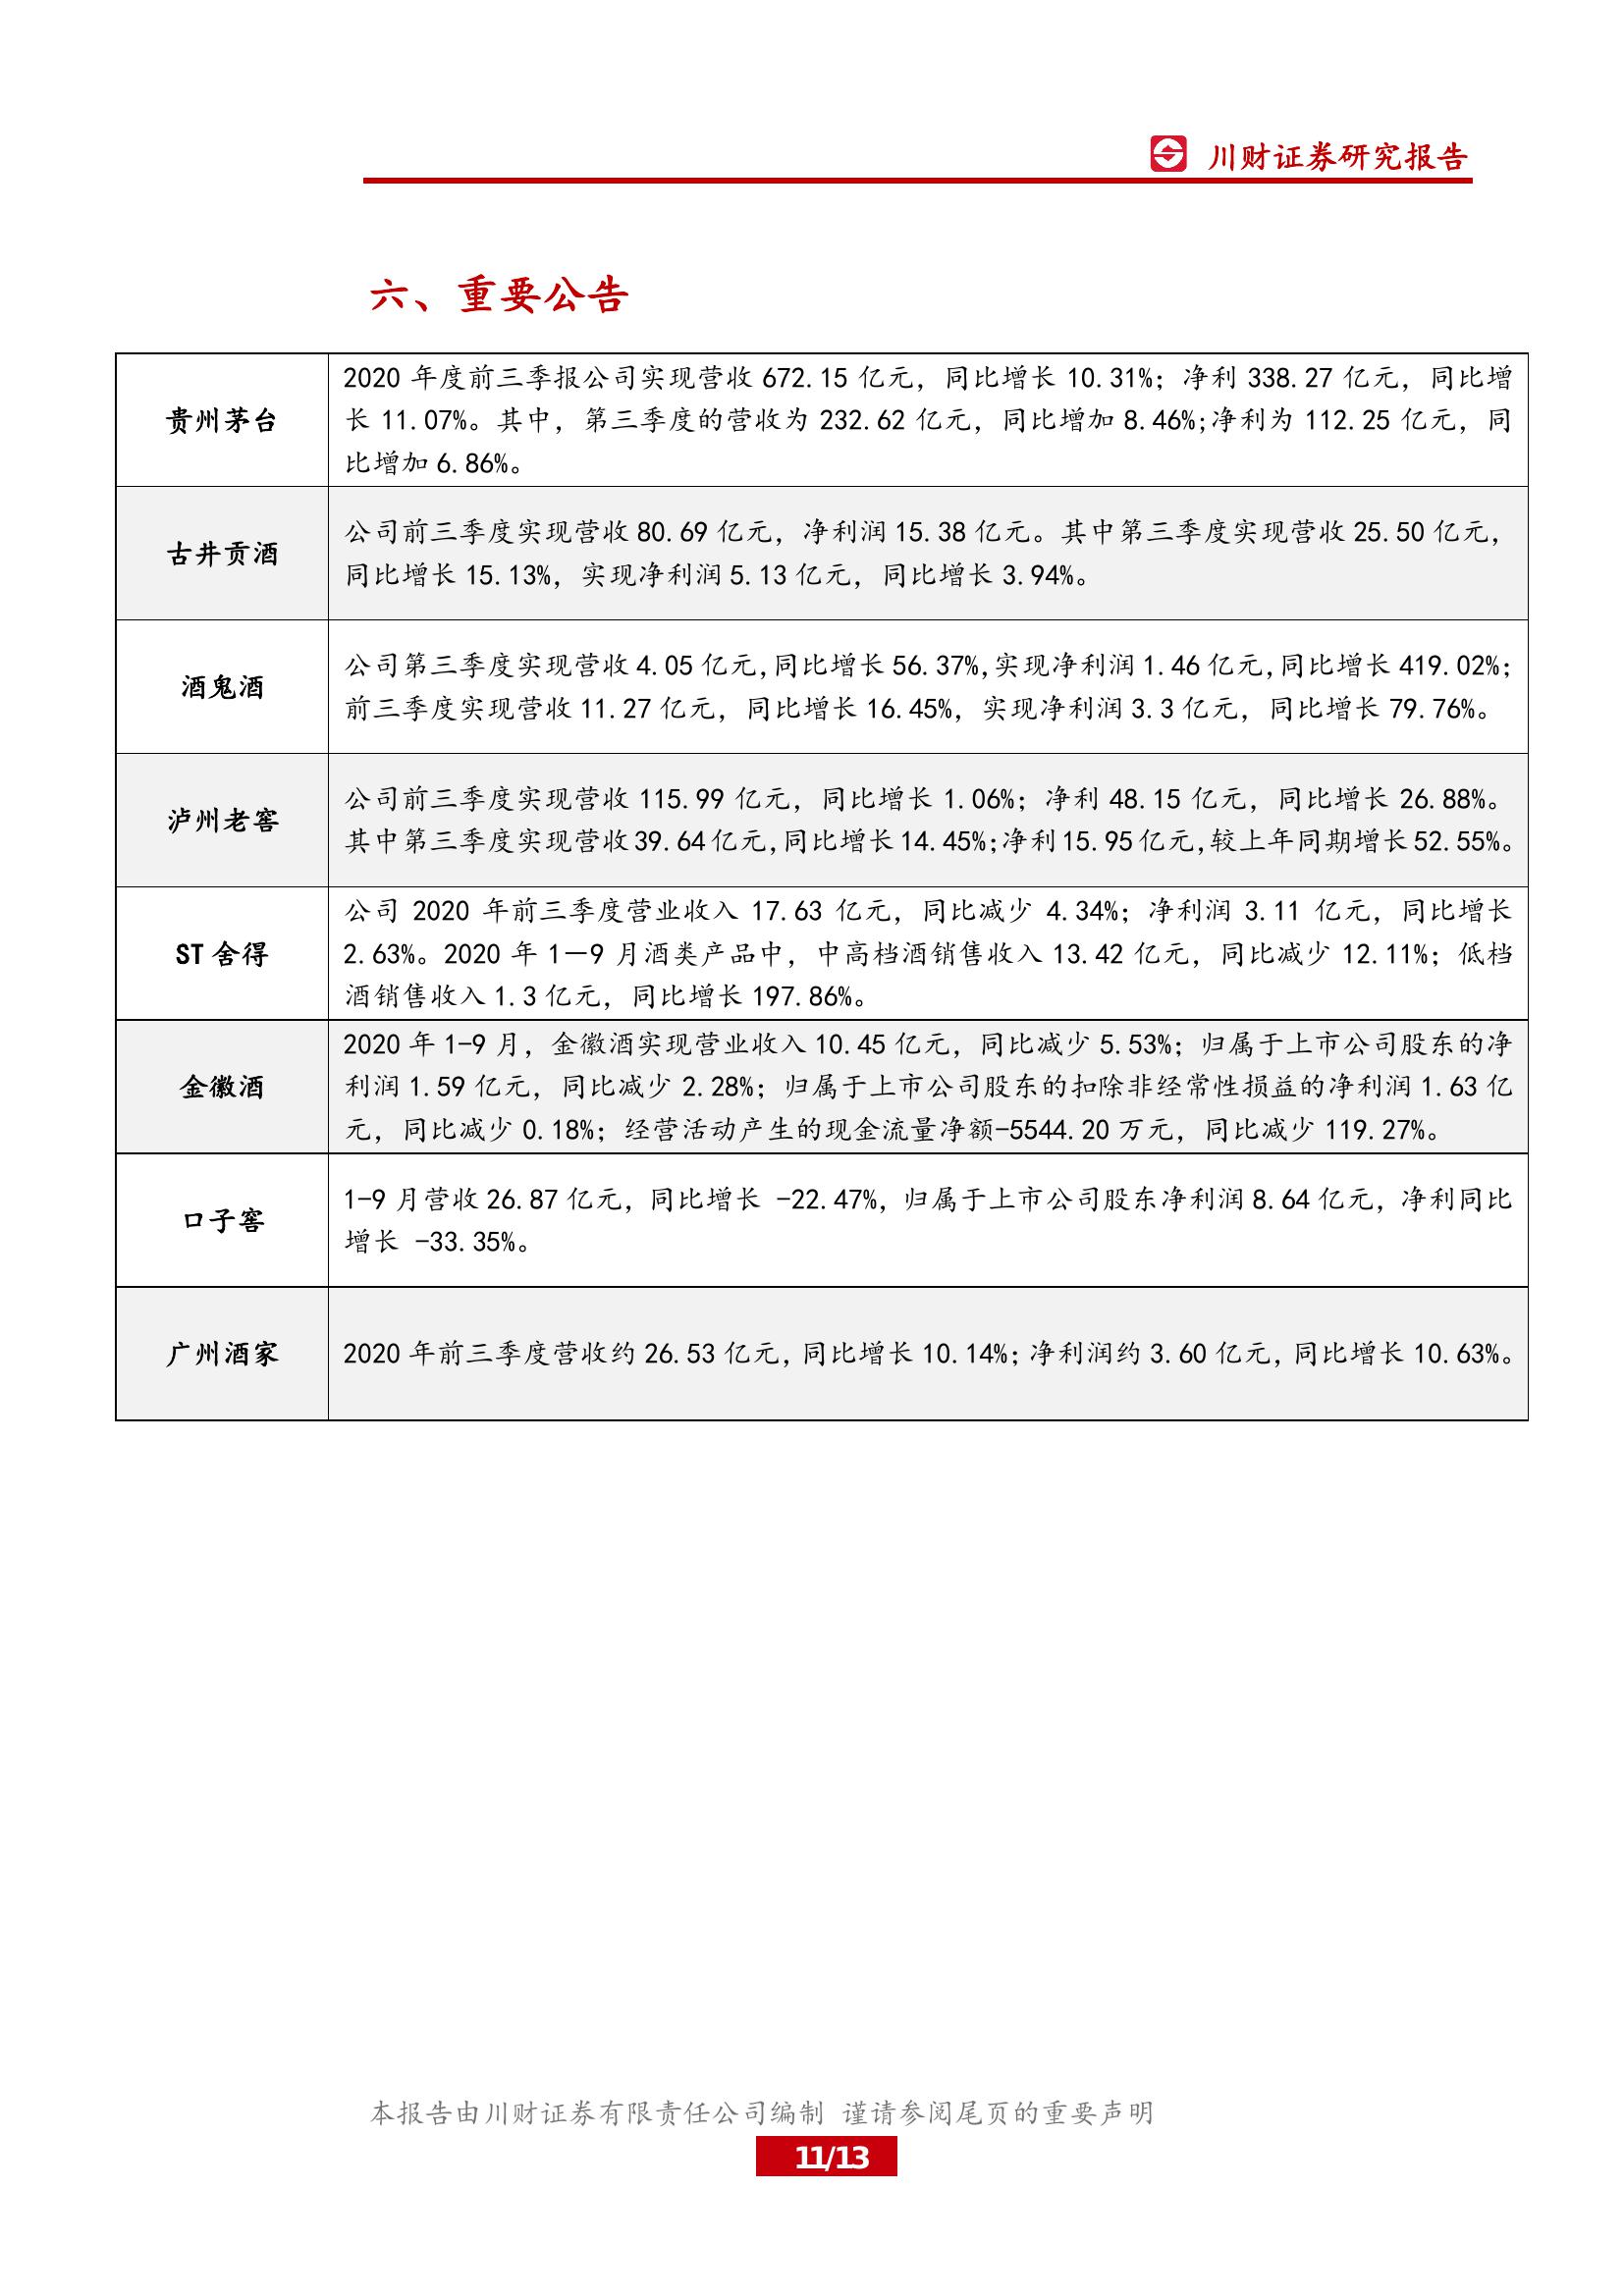 川财证券研究报告
六、重要公告
贵州茅台
2020 年度前三季报公司实现营收 672.15 亿元，同比增长 10.31%；净利 338.27 亿元，同比增
长 11.07%。其中，第三季度的营收为 232.62 亿元，同比增加 8.46%;净利为 112.25 亿元，同
比增加 6.86%。
古井贡酒
公司前三季度实现营收 80.69 亿元，净利润 15.38 亿元。其中第三季度实现营收 25.50 亿元，
同比增长 15.13%，实现净利润 5.13 亿元，同比增长 3.94%。
酒鬼酒
公司第三季度实现营收 4.05 亿元,同比增长 56.37%,实现净利润 1.46 亿元,同比增长 419.02%；
前三季度实现营收 11.27 亿元，同比增长 16.45%，实现净利润 3.3 亿元，同比增长 79.76%。
泸州老窖
公司前三季度实现营收 115.99 亿元，同比增长 1.06%；净利 48.15 亿元，同比增长 26.88%。
其中第三季度实现营收 39.64 亿元,同比增长 14.45%;净利 15.95 亿元,较上年同期增长 52.55%。
ST 舍得
公司 2020 年前三季度营业收入 17.63 亿元，同比减少 4.34%；净利润 3.11 亿元，同比增长
2.63%。2020 年 1—9 月酒类产品中，中高档酒销售收入 13.42 亿元，同比减少 12.11%；低档
酒销售收入 1.3 亿元，同比增长 197.86%。
金徽酒
2020 年 1-9 月，金徽酒实现营业收入 10.45 亿元，同比减少 5.53%；归属于上市公司股东的净
利润 1.59 亿元，同比减少 2.28%；归属于上市公司股东的扣除非经常性损益的净利润 1.63 亿
元，同比减少 0.18%；经营活动产生的现金流量净额-5544.20 万元，同比减少 119.27%。
口子窖
1-9 月营收 26.87 亿元，同比增长 -22.47%，归属于上市公司股东净利润 8.64 亿元，净利同比
增长 -33.35%。
广州酒家
2020 年前三季度营收约 26.53 亿元,同比增长 10.14%;净利润约 3.60 亿元,同比增长 10.63%。
本报告由川财证券有限责任公司编制 谨请参阅尾页的重要声明
11/13